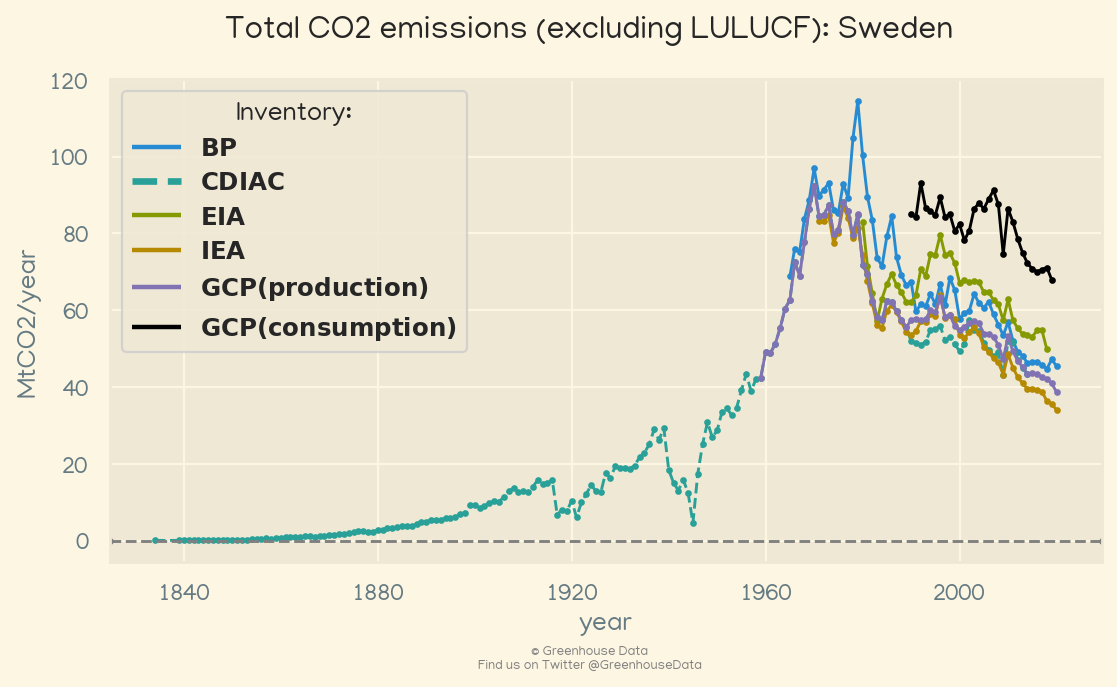 Total CO2 emissions (excluding LULUCF): Sweden
120
100
80
60
40
20
0
MtCO2/year
Inventory:
BP
CDIAC
EIA
IEA
GCP(production)
GCP(consumption)
1840
1880
1920
1960
2000
year
© Greenhouse Data
Find us on Twitter @GreenhouseData